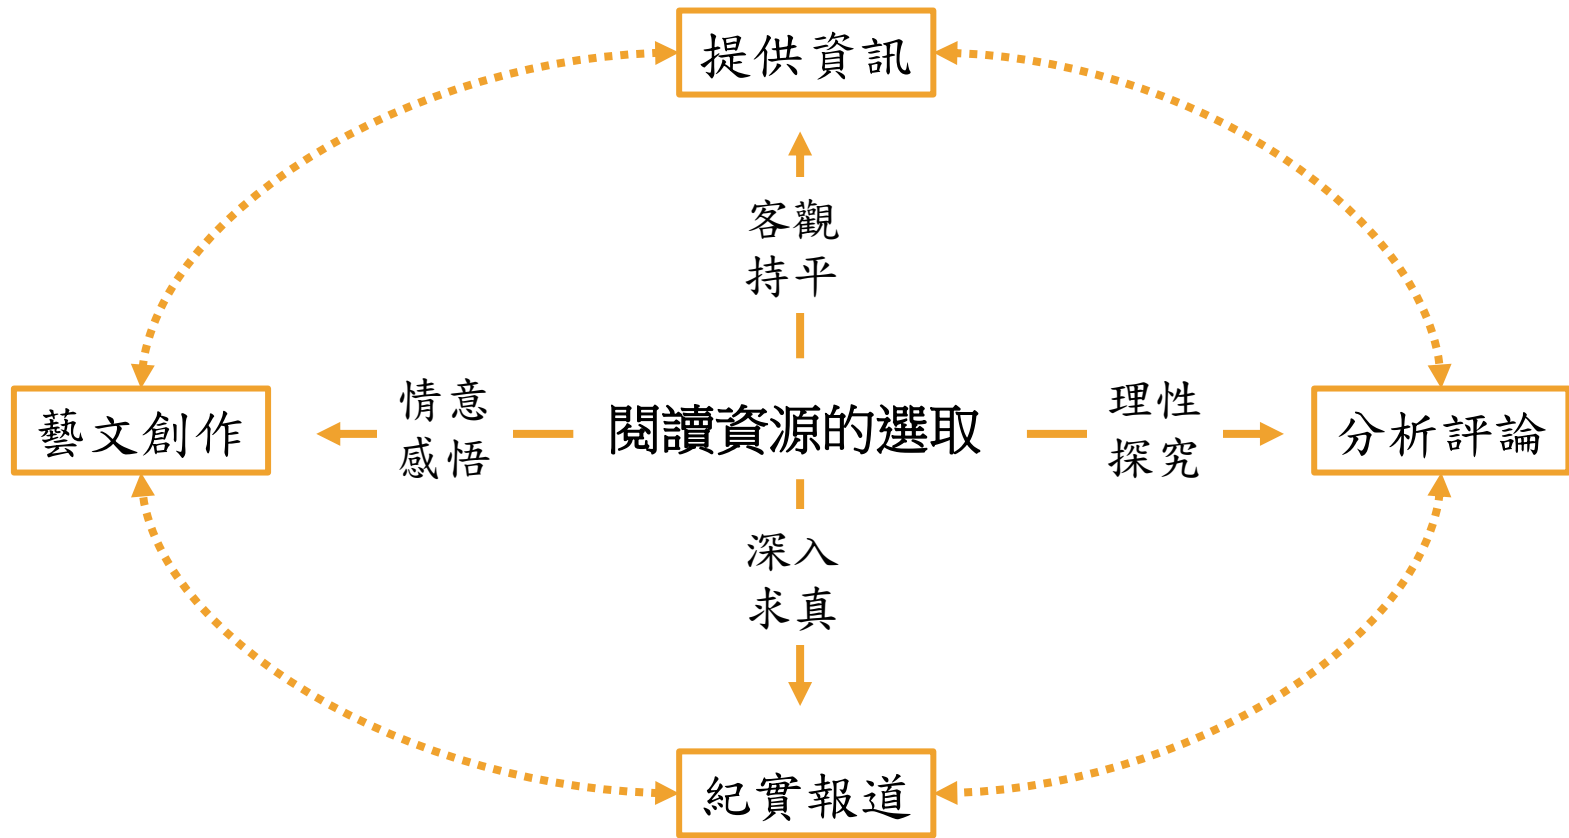 提供資訊
客觀
持平
藝文創作
情意
感悟
閱讀資源的選取
理性
探究
分析評論
深入
求真
紀實報道